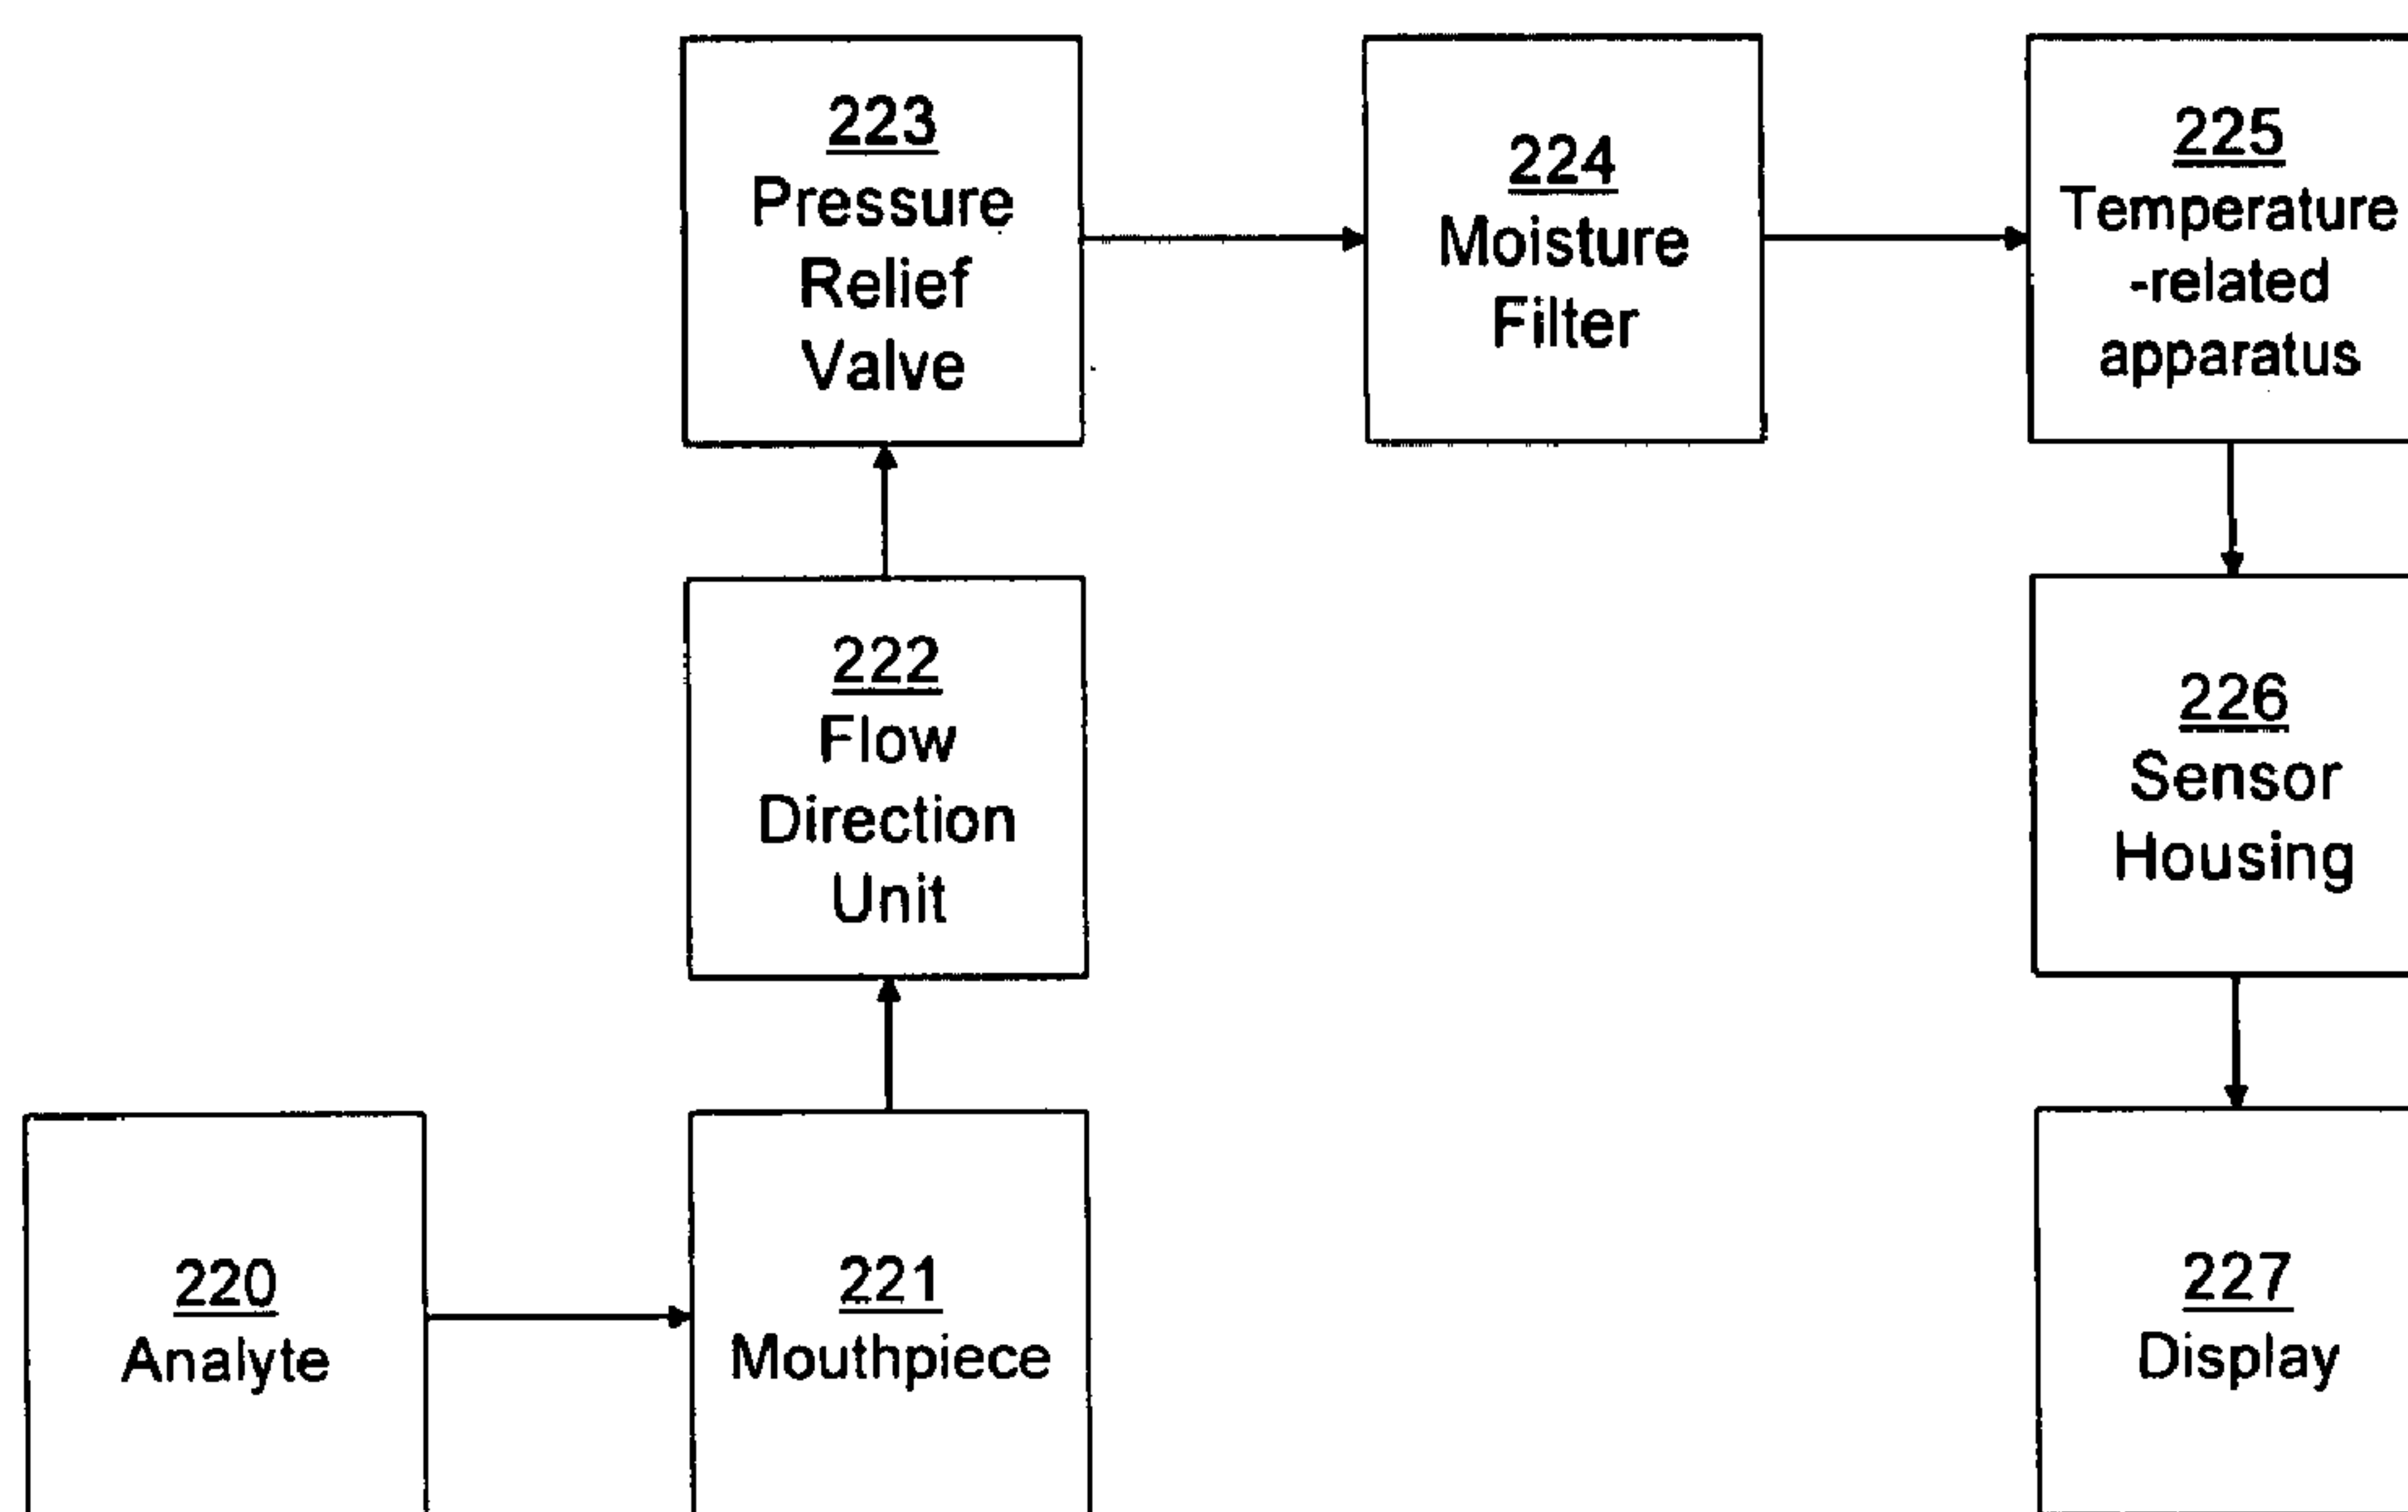 223
Pressure
Relief
Valve
224
Moisture
Filter
225
Temperature
-related
apparatus
222
Flow
Direction
Unit
226
Sensor
Housing
220
Analyte
221
Mouthpiece
227
Display